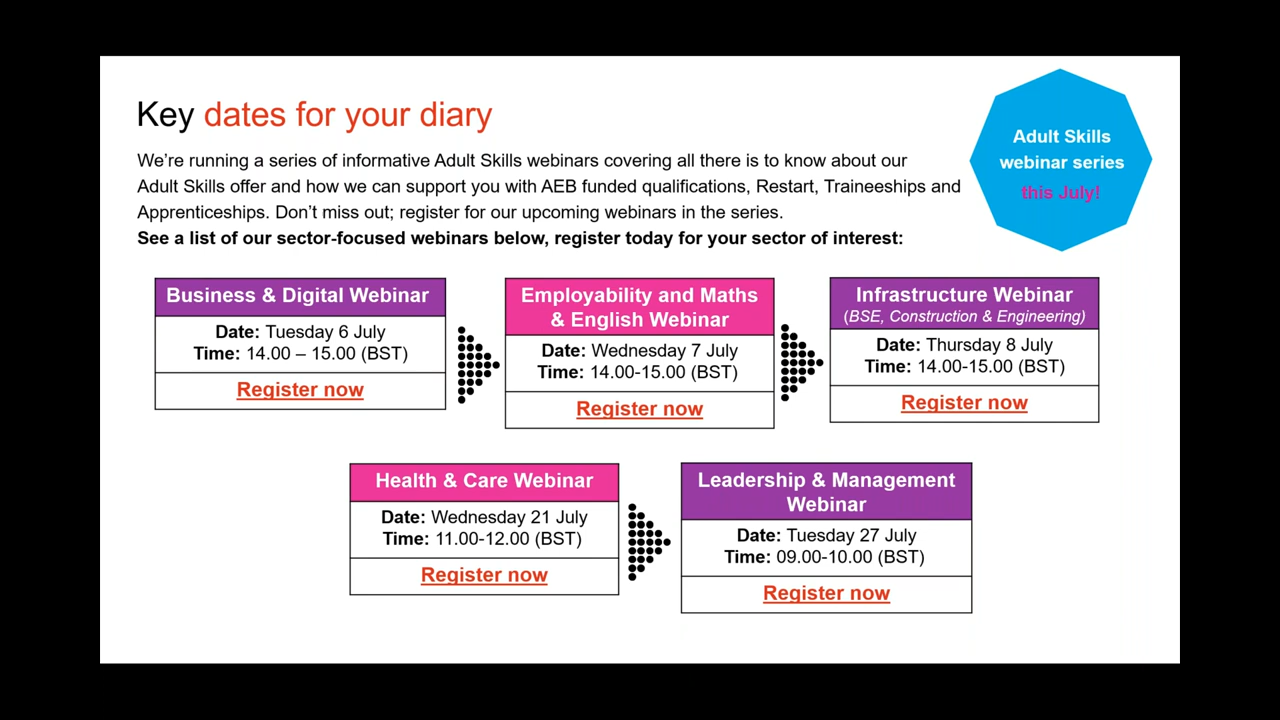 Key dates for your diary
We're running a series of informative Adult Skills webinars covering all there is to know about our
Adult Skills offer and how we can support you with AEB funded qualifications, Restart, Traineeships and
Apprenticeships. Don't miss out; register for our upcoming webinars in the series.
See a list of our sector-focused webinars below, register today for your sector of interest:
Adult Skills
webinar series
this July!
Business & Digital Webinar
Date: Tuesday 6 July
Time: 14.00 – 15.00 (BST)
Register now
Employability and Maths
& English Webinar
Date: Wednesday 7 July
Time: 14.00-15.00 (BST)
Register now
Infrastructure Webinar
(BSE, Construction & Engineering)
Date: Thursday 8 July
Time: 14.00-15.00 (BST)
Register now
Health & Care Webinar
Date: Wednesday 21 July
Time: 11.00-12.00 (BST)
Register now
Leadership & Management
Webinar
Date: Tuesday 27 July
Time: 09.00-10.00 (BST)
Register now